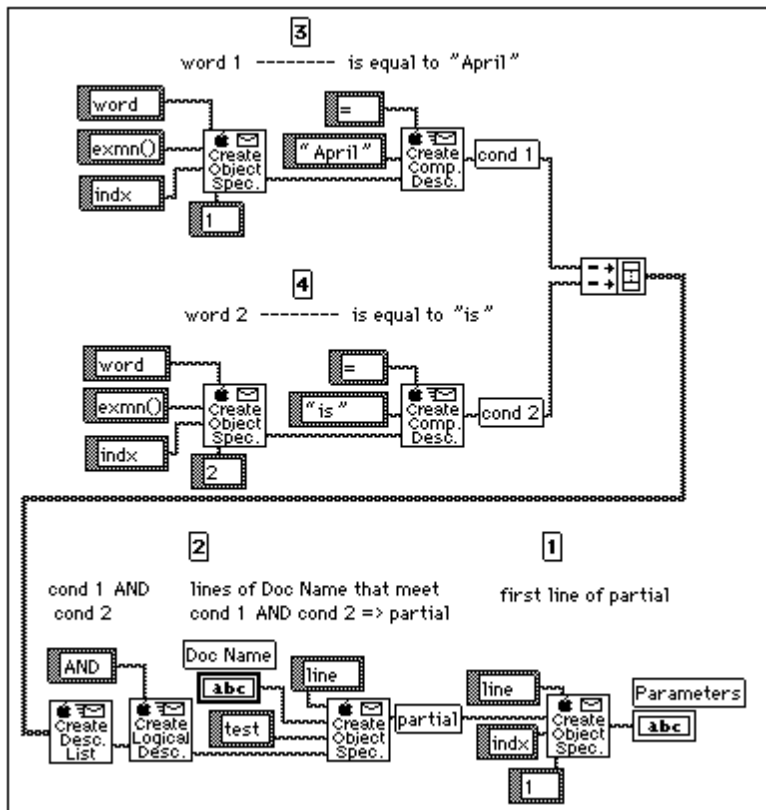 3
word 1 -------- is equal to "April"
word
=
exmn()
Create Object Spec.
"April"
Create Comp. Desc.
cond 1
indx
1
4
word 2 -------- is equal to "is"
word
=
exmn()
Create Object Spec.
"is"
Create Comp. Desc.
cond 2
indx
2
2
1
cond 1 AND
cond 2
lines of Doc Name that meet
cond 1 AND cond 2 => partial
first line of partial
AND
Doc Name
abc
line
line
Parameters
abc
Create Desc. List
Create Logical Desc.
test
Create Object Spec.
partial
indx
Create Object Spec.
1